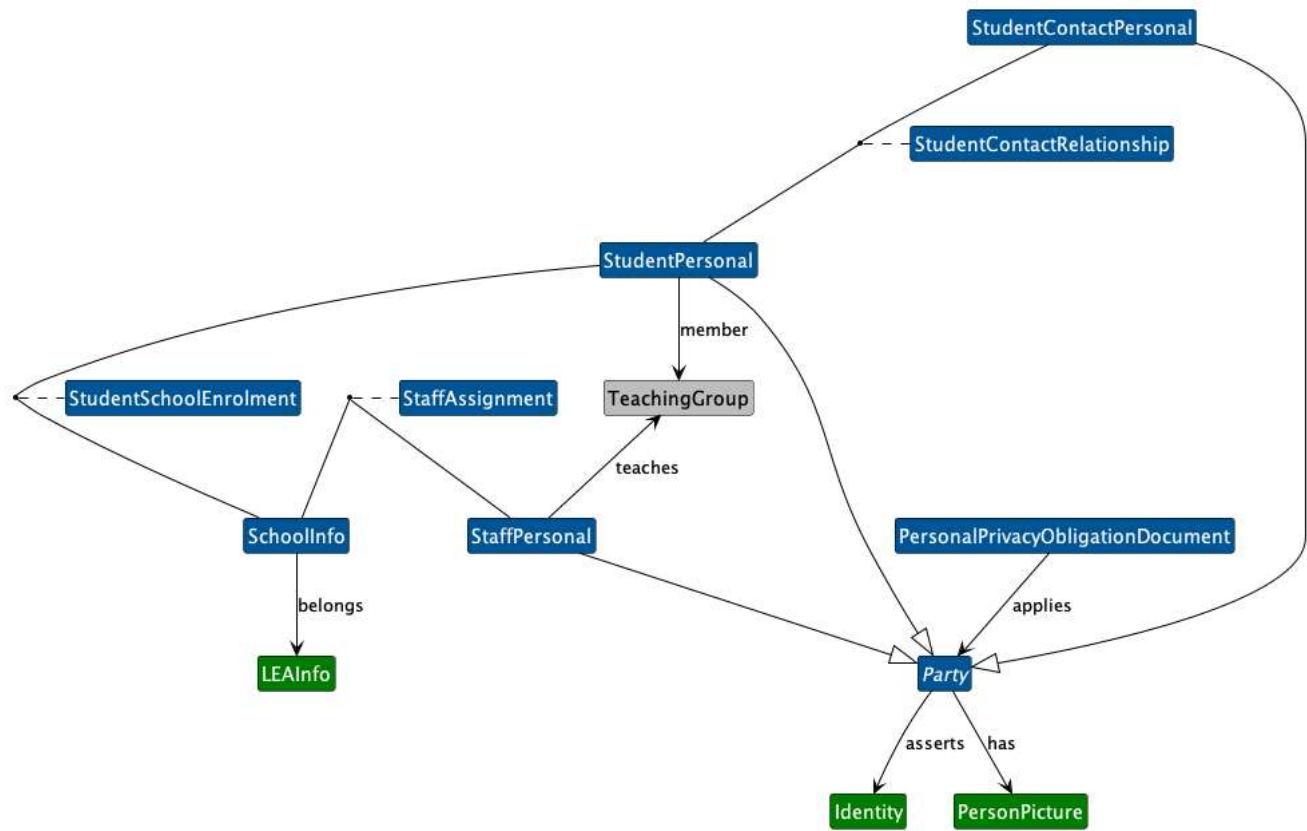 StudentContactPersonal
StudentContactRelationship
StudentPersonal
member
StudentSchoolEnrolment
StaffAssignment
TeachingGroup
teaches
SchoolInfo
StaffPersonal
PersonalPrivacyObligationDocument
belongs
applies
LEAInfo
Party
asserts
has
Identity
PersonPicture